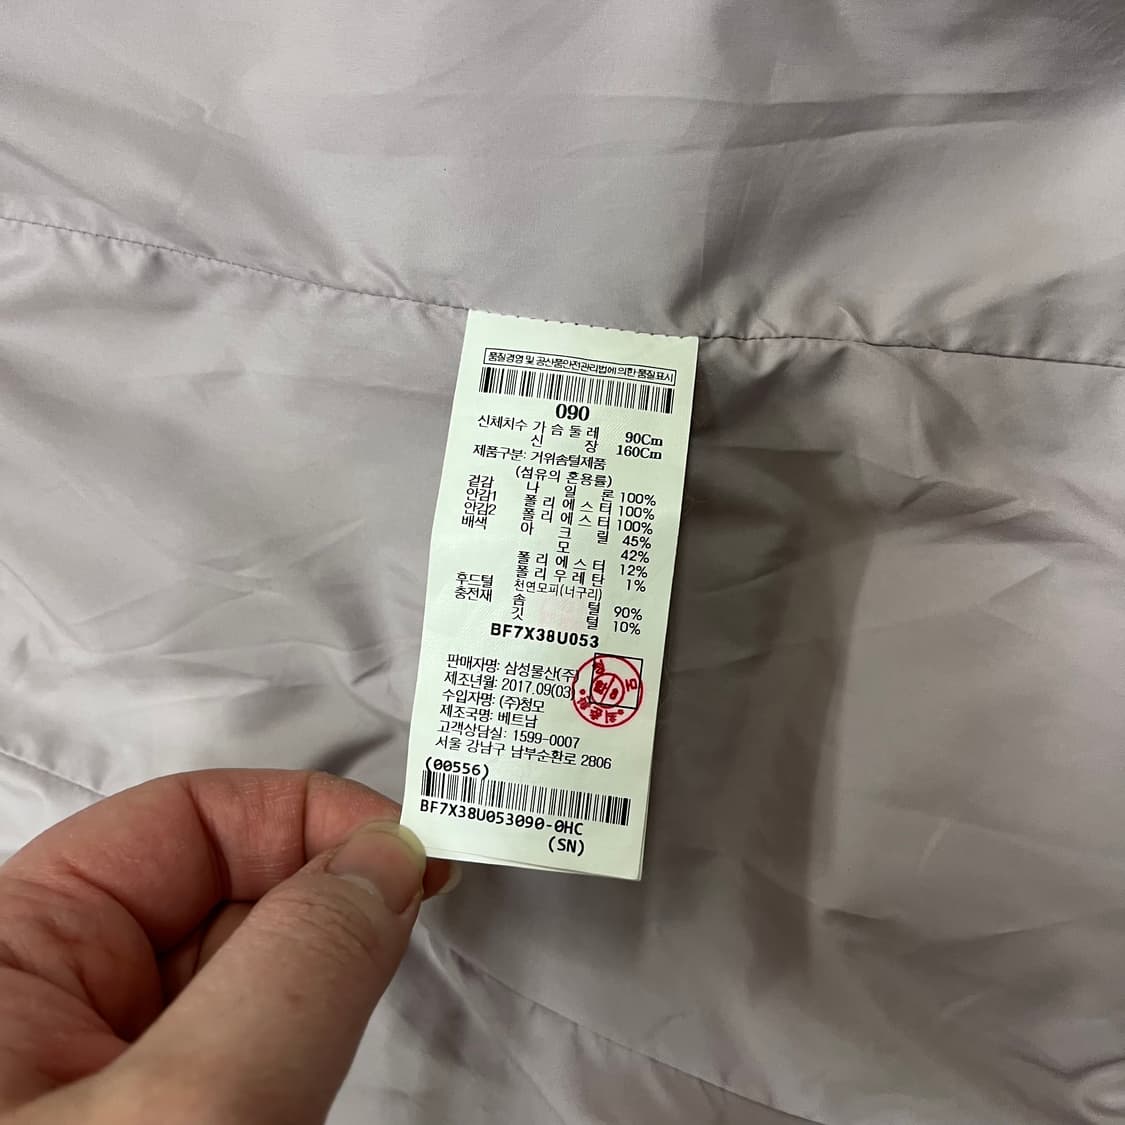 품질경영 및 공산품안전관리법에 의한 품질표시
090
신체치수 가슴둘레 90Cm
신장 160Cm
제품구분: 거위솜털제품
(섬유의 혼용률)
겉감 나일론 100%
안감1 폴리에스터 100%
안감2 폴리에스터 100%
배색 아크릴 45%
모 42%
폴리에스터 12%
폴리우레탄 1%
후드털 천연모피(너구리)
충전재 솜털 90%
깃털 10%
BF7X38U053
판매자명: 삼성물산(주)
제조년월: 2017.09(03)
수입자명: (주)청모
제조국명: 베트남
고객상담실: 1599-0007
서울 강남구 남부순환로 2806
(00556)
BF7X38U053090-0HC
(SN)